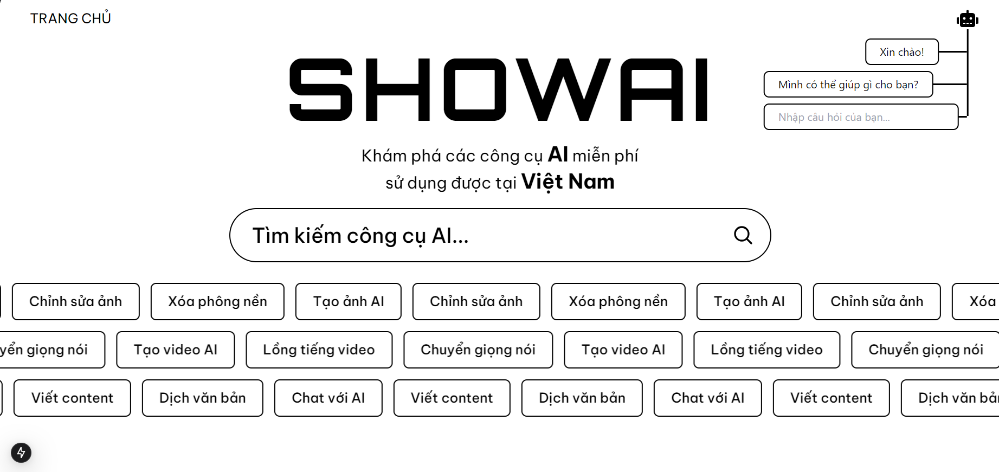 TRANG CHỦ
SHOWAI
Xin chào!
Mình có thể giúp gì cho bạn?
Nhập câu hỏi của bạn...
Khám phá các công cụ AI miễn phí
sử dụng được tại Việt Nam
Tìm kiếm công cụ AI...
Chỉnh sửa ảnh Xóa phông nền Tạo ảnh AI Chỉnh sửa ảnh Xóa phông nền Tạo ảnh AI Chỉnh sửa ảnh Xóa
yển giọng nói Tạo video AI Lồng tiếng video Chuyển giọng nói Tạo video AI Lồng tiếng video Chuyển giọng nói
Viết content Dịch văn bản Chat với AI Viết content Dịch văn bản Chat với AI Viết content Dịch văn bản